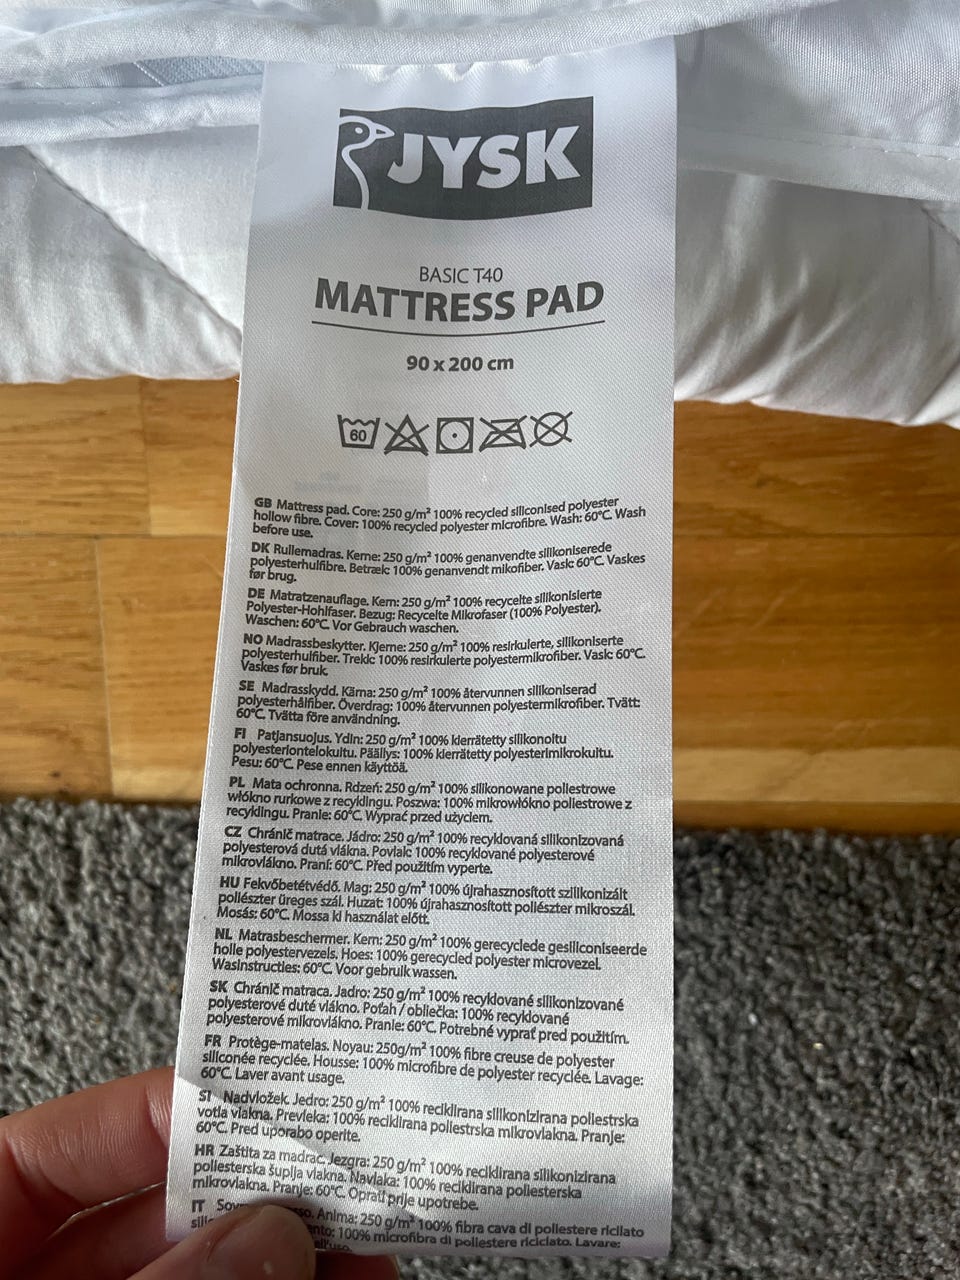 JYSK
BASIC T40
MATTRESS PAD
90 x 200 cm
60
GB Mattress pad. Core: 250 g/m² 100% recycled siliconised polyester
hollow fibre. Cover: 100% recycled polyester microfibre. Wash: 60°C. Wash
before use.
DK Rullemadras. Kerne: 250 g/m² 100% genanvendte silikoniserede
polyesterhulfibre. Betræk: 100% genanvendt mikofiber. Vask: 60°C. Vaskes
før brug.
DE Matratzenauflage. Kern: 250 g/m² 100% recycelte silikonisierte
Polyester-Hohlfaser. Bezug: Recycelte Mikrofaser (100% Polyester).
Waschen: 60°C. Vor Gebrauch waschen.
NO Madrassbeskytter. Kjerne: 250 g/m² 100% resirkulerte, silikoniserte
polyesterhulfiber. Trekk: 100% resirkulerte polyestermikrofiber. Vask: 60°C.
Vaskes før bruk.
SE Madrasskydd. Kärna: 250 g/m² 100% återvunnen silikoniserad
polyesterhålfiber. Överdrag: 100% återvunnen polyestermikrofiber. Tvätt:
60°C. Tvätta före användning.
FI Patjansuojus. Ydin: 250 g/m² 100% kierrätetty silikonoitu
polyesteriontelokuitu. Päällys: 100% kierrätetty polyesterimikrokuitu.
Pesu: 60°C. Pese ennen käyttöä.
PL Mata ochronna. Rdzeń: 250 g/m² 100% silikonowane poliestrowe
włókno rurkowe z recyklingu. Poszwa: 100% mikrowłókno poliestrowe z
recyklingu. Pranie: 60°C. Wyprać przed użyciem.
CZ Chránič matrace. Jádro: 250 g/m² 100% recyklovaná silikonizovaná
polyesterová dutá vlákna. Povlak: 100% recyklované polyesterové
mikrovlákno. Praní: 60°C. Před použitím vyperte.
HU Fekvőbetétvédő. Mag: 250 g/m² 100% újrahasznosított szilikonizált
poliészter üreges szál. Huzat: 100% újrahasznosított poliészter mikroszál.
Mosás: 60°C. Mossa ki használat előtt.
NL Matrasbeschermer. Kern: 250 g/m² 100% gerecyclede gesiliconiseerde
holle polyestervezels. Hoes: 100% gerecycled polyester microvezel.
Wasinstructies: 60°C. Voor gebruik wassen.
SK Chránič matraca. Jadro: 250 g/m² 100% recyklované silikonizované
polyesterové duté vlákno. Poťah / obliečka: 100% recyklované
polyesterové mikrovlákno. Pranie: 60°C. Potrebné vyprať pred použitím.
FR Protège-matelas. Noyau: 250g/m² 100% fibre creuse de polyester
siliconée recyclée. Housse: 100% microfibre de polyester recyclée. Lavage:
60°C. Laver avant usage.
SI Nadvložek. Jedro: 250 g/m² 100% reciklirana silikonizirana poliestrska
votla vlakna. Prevleka: 100% reciklirana poliestrska mikrovlakna. Pranje:
60°C. Pred uporabo operite.
HR Zaštita za madrac. Jezgra: 250 g/m² 100% reciklirana silikonizirana
poliesterska šuplja vlakna. Navlaka: 100% reciklirana poliesterska
mikrovlakna. Pranje: 60°C. Oprati prije upotrebe.
IT Anima: 250 g/m² 100% fibra cava di poliestere ricilato
100% microfibra di poliestere riciclato. Lavare: